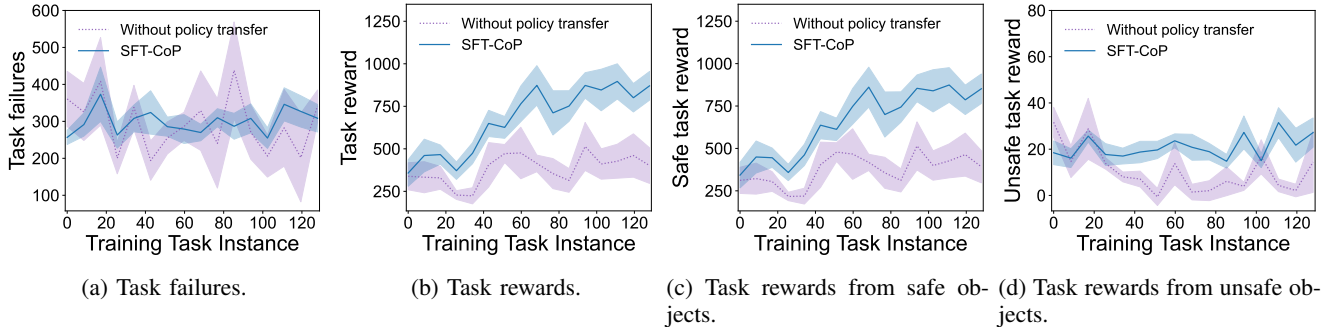 600
500
400
300
200
100
Task failures
Without policy transfer
SFT-CoP
0 20 40 60 80 100 120
Training Task Instance
1250
1000
750
500
250
Task reward
Without policy transfer
SFT-CoP
0 20 40 60 80 100 120
Training Task Instance
1250
1000
750
500
250
Safe task reward
Without policy transfer
SFT-CoP
0 20 40 60 80 100 120
Training Task Instance
80
60
40
20
0
Unsafe task reward
Without policy transfer
SFT-CoP
0 20 40 60 80 100 120
Training Task Instance
(a) Task failures.
(b) Task rewards.
(c) Task rewards from safe ob-
jects.
(d) Task rewards from unsafe ob-
jects.